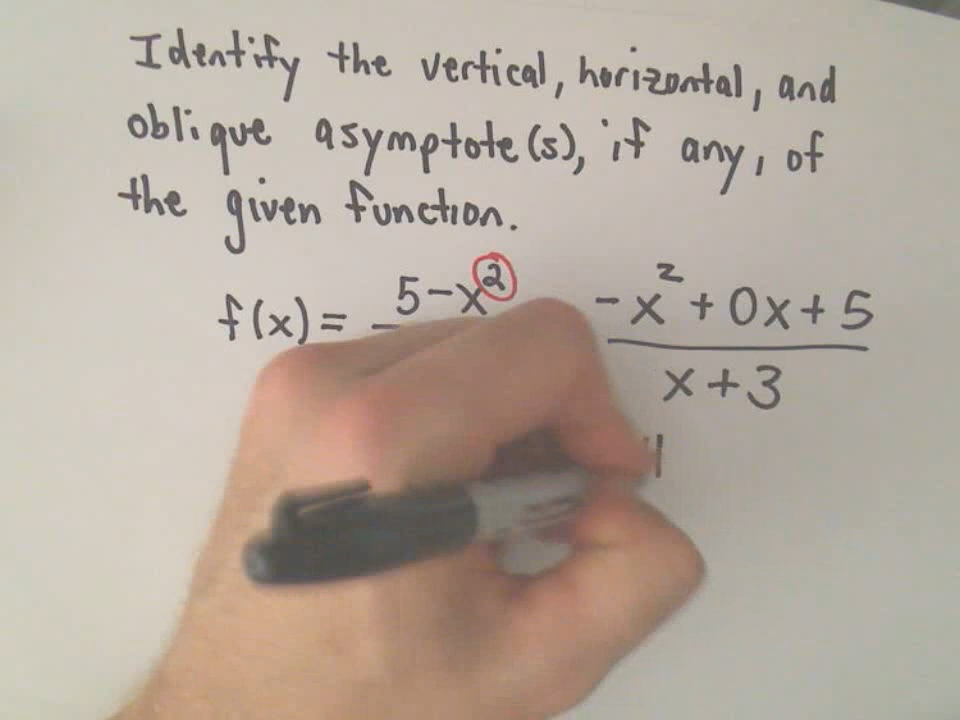 Identify the vertical, horizontal, and
oblique asymptote(s), if any, of
the given function.
f(x) = 5-x² -x² + 0x + 5
x + 3